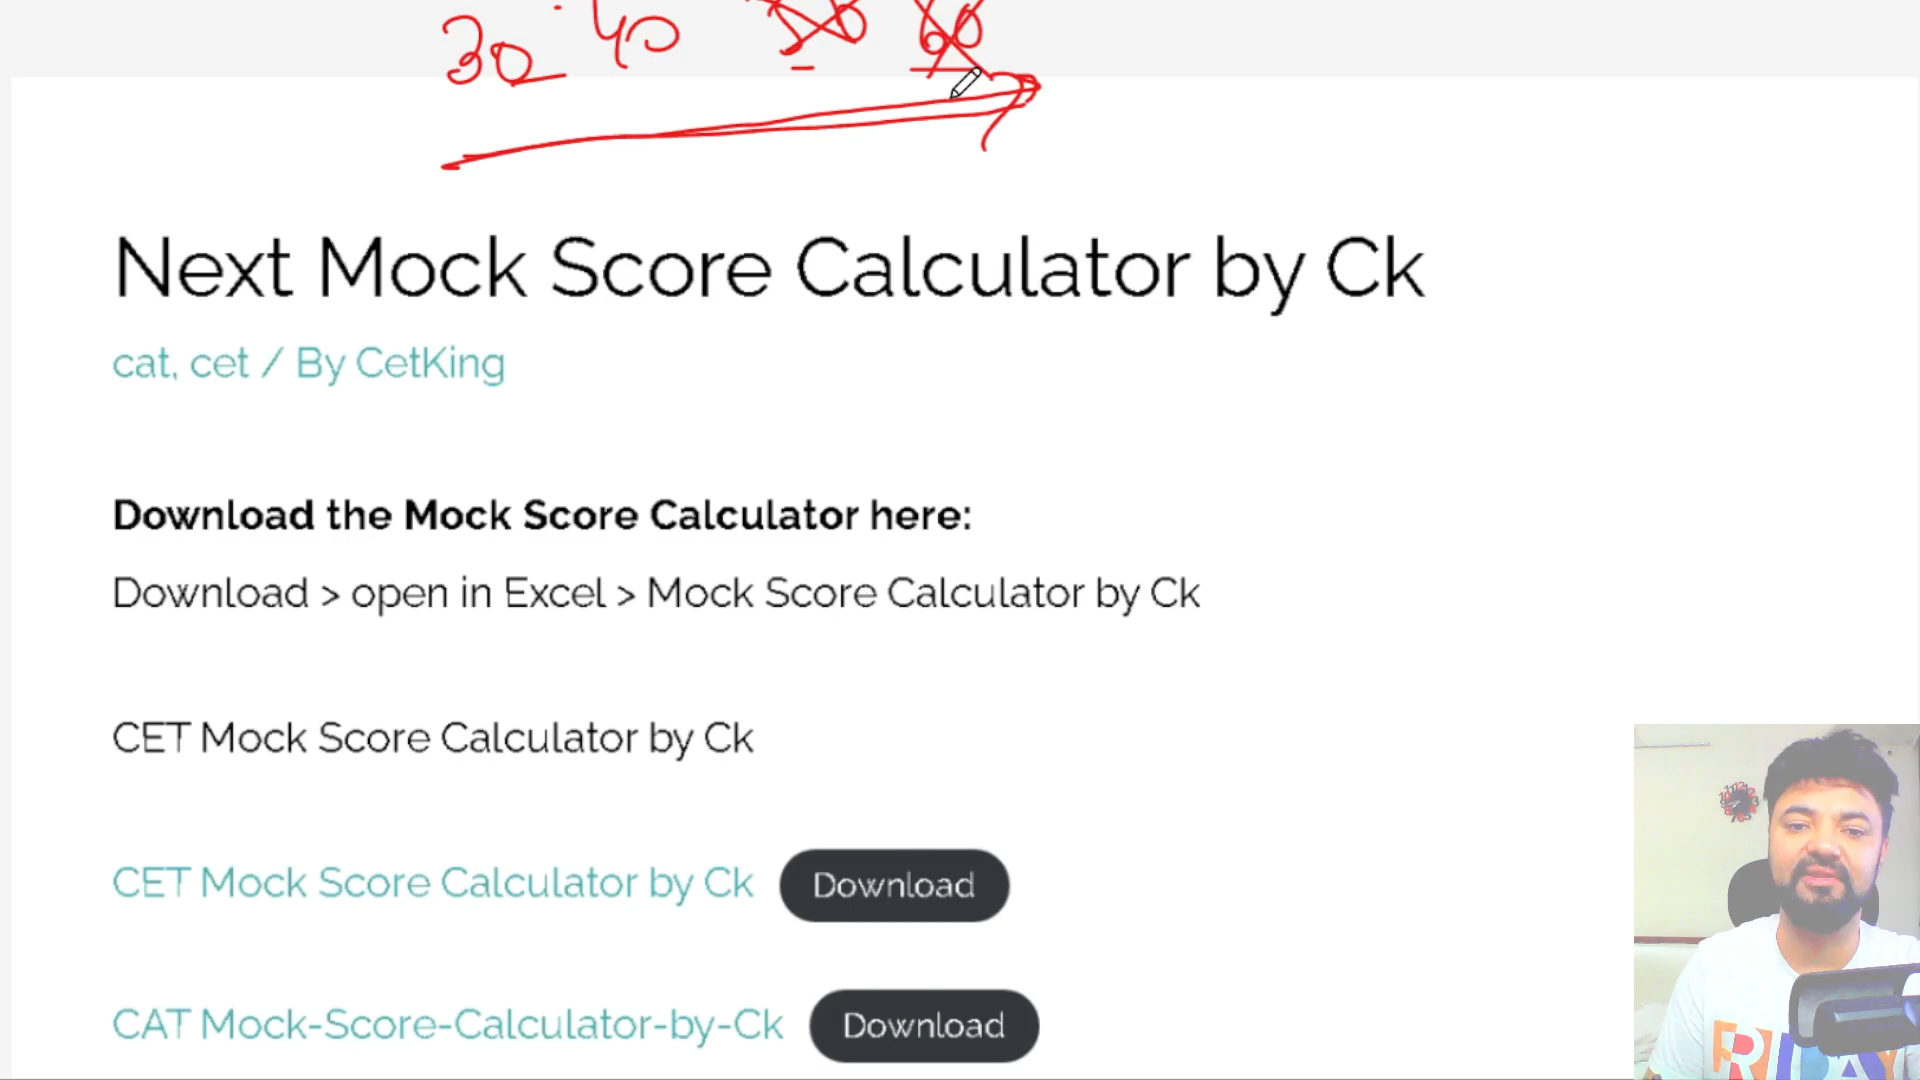 30 40 50 60
Next Mock Score Calculator by Ck
cat, cet / By CetKing
Download the Mock Score Calculator here:
Download > open in Excel > Mock Score Calculator by Ck
CET Mock Score Calculator by Ck
CET Mock Score Calculator by Ck Download
CAT Mock-Score-Calculator-by-Ck Download
FRIDAY